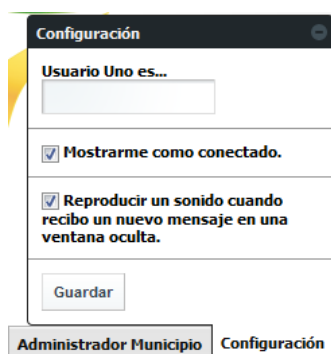 Configuración
Usuario Uno es...
Mostrarme como conectado.
Reproducir un sonido cuando
recibo un nuevo mensaje en una
ventana oculta.
Guardar
Administrador Municipio Configuración